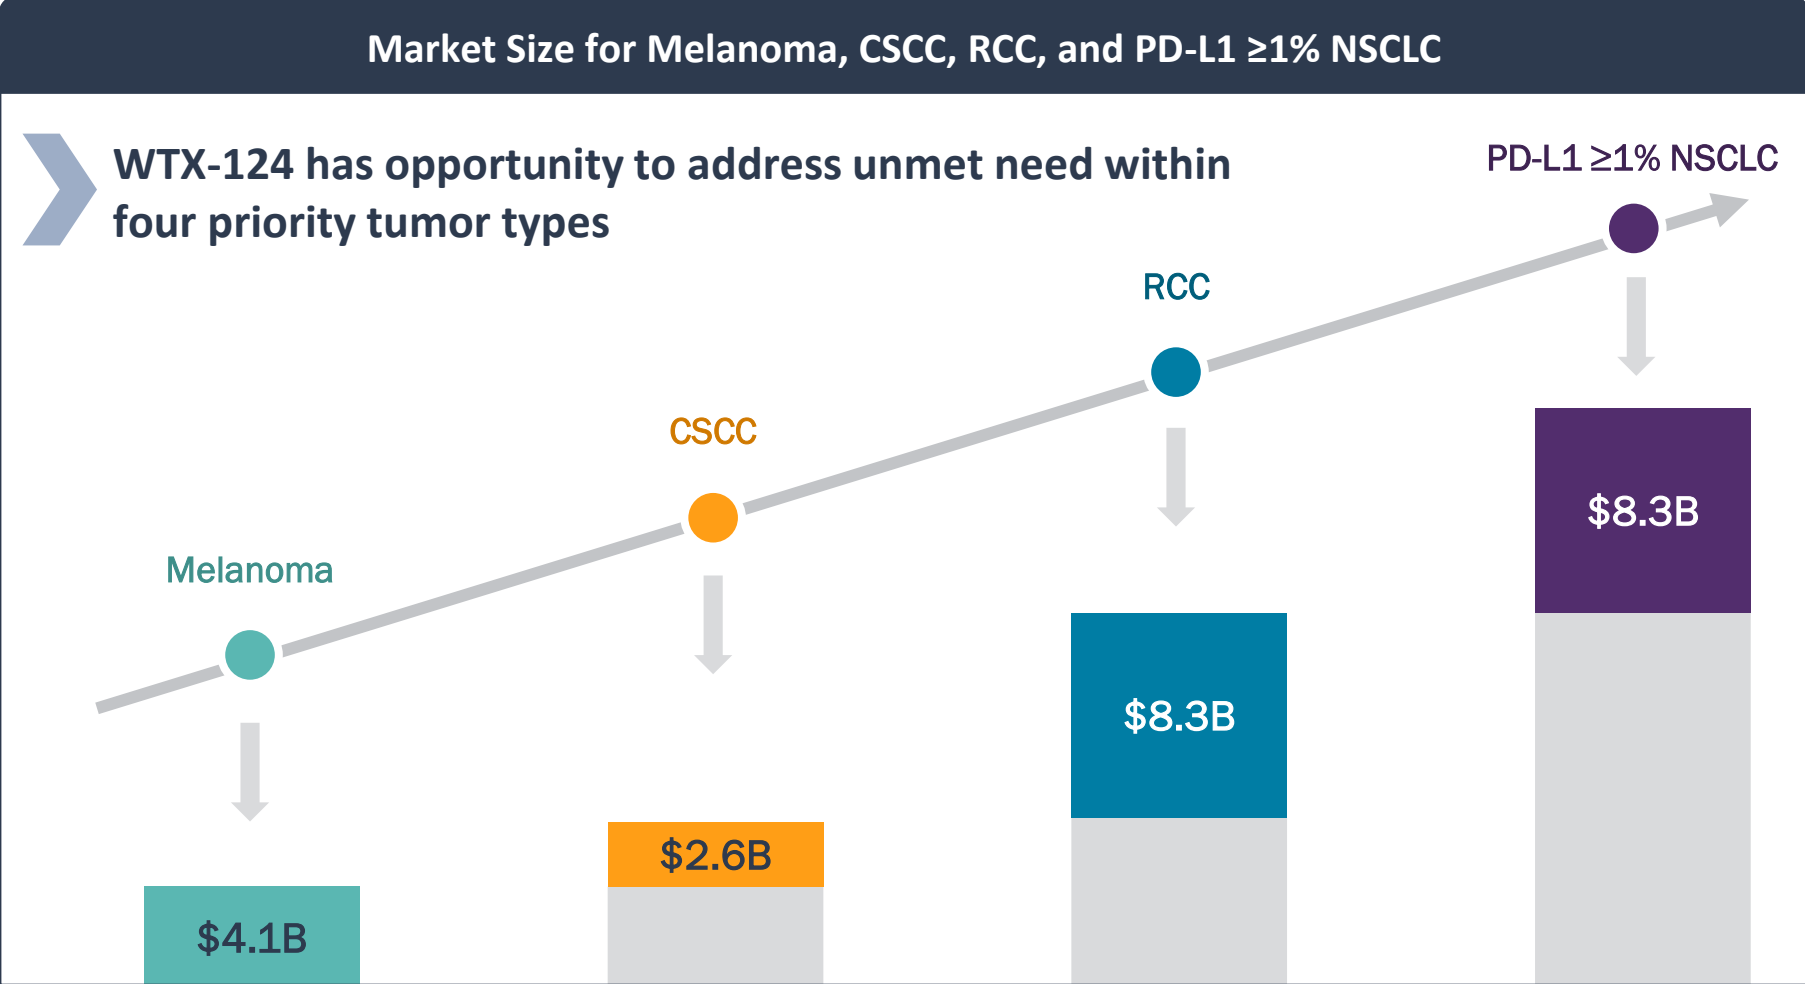 Market Size for Melanoma, CSCC, RCC, and PD-L1 ≥1% NSCLC
WTX-124 has opportunity to address unmet need within
four priority tumor types
PD-L1 ≥1% NSCLC
RCC
CSCC
Melanoma
$8.3B
$8.3B
$2.6B
$4.1B